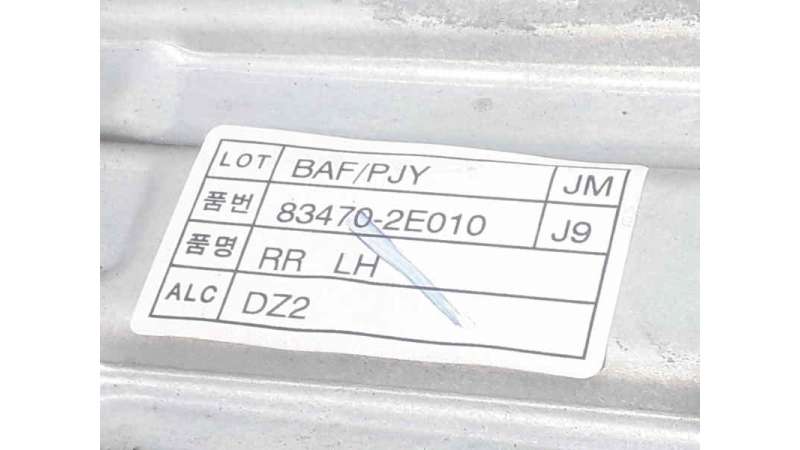 LOT BAF/PJY JM
품번 83470-2E010 J9
품명 RR LH
ALC DZ2